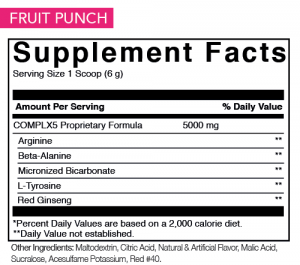 FRUIT PUNCH
Supplement Facts
Serving Size 1 Scoop (6 g)
Amount Per Serving % Daily Value
COMPLX5 Proprietary Formula 5000 mg
Arginine **
Beta-Alanine **
Micronized Bicarbonate **
L-Tyrosine **
Red Ginseng **
*Percent Daily Values are based on a 2,000 calorie diet.
**Daily Value not established.
Other Ingredients: Maltodextrin, Citric Acid, Natural & Artificial Flavor, Malic Acid,
Sucralose, Acesulfame Potassium, Red #40.